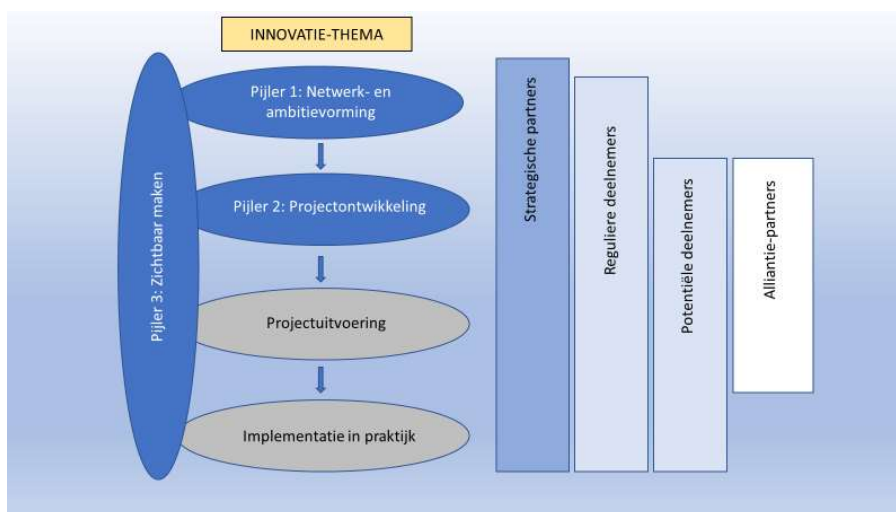 INNOVATIE-THEMA
Pijler 1: Netwerk- en
ambitievorming
Pijler 2: Projectontwikkeling
Projectuitvoering
Implementatie in praktijk
Pijler 3: Zichtbaar maken
Strategische partners
Reguliere deelnemers
Potentiële deelnemers
Alliantie-partners